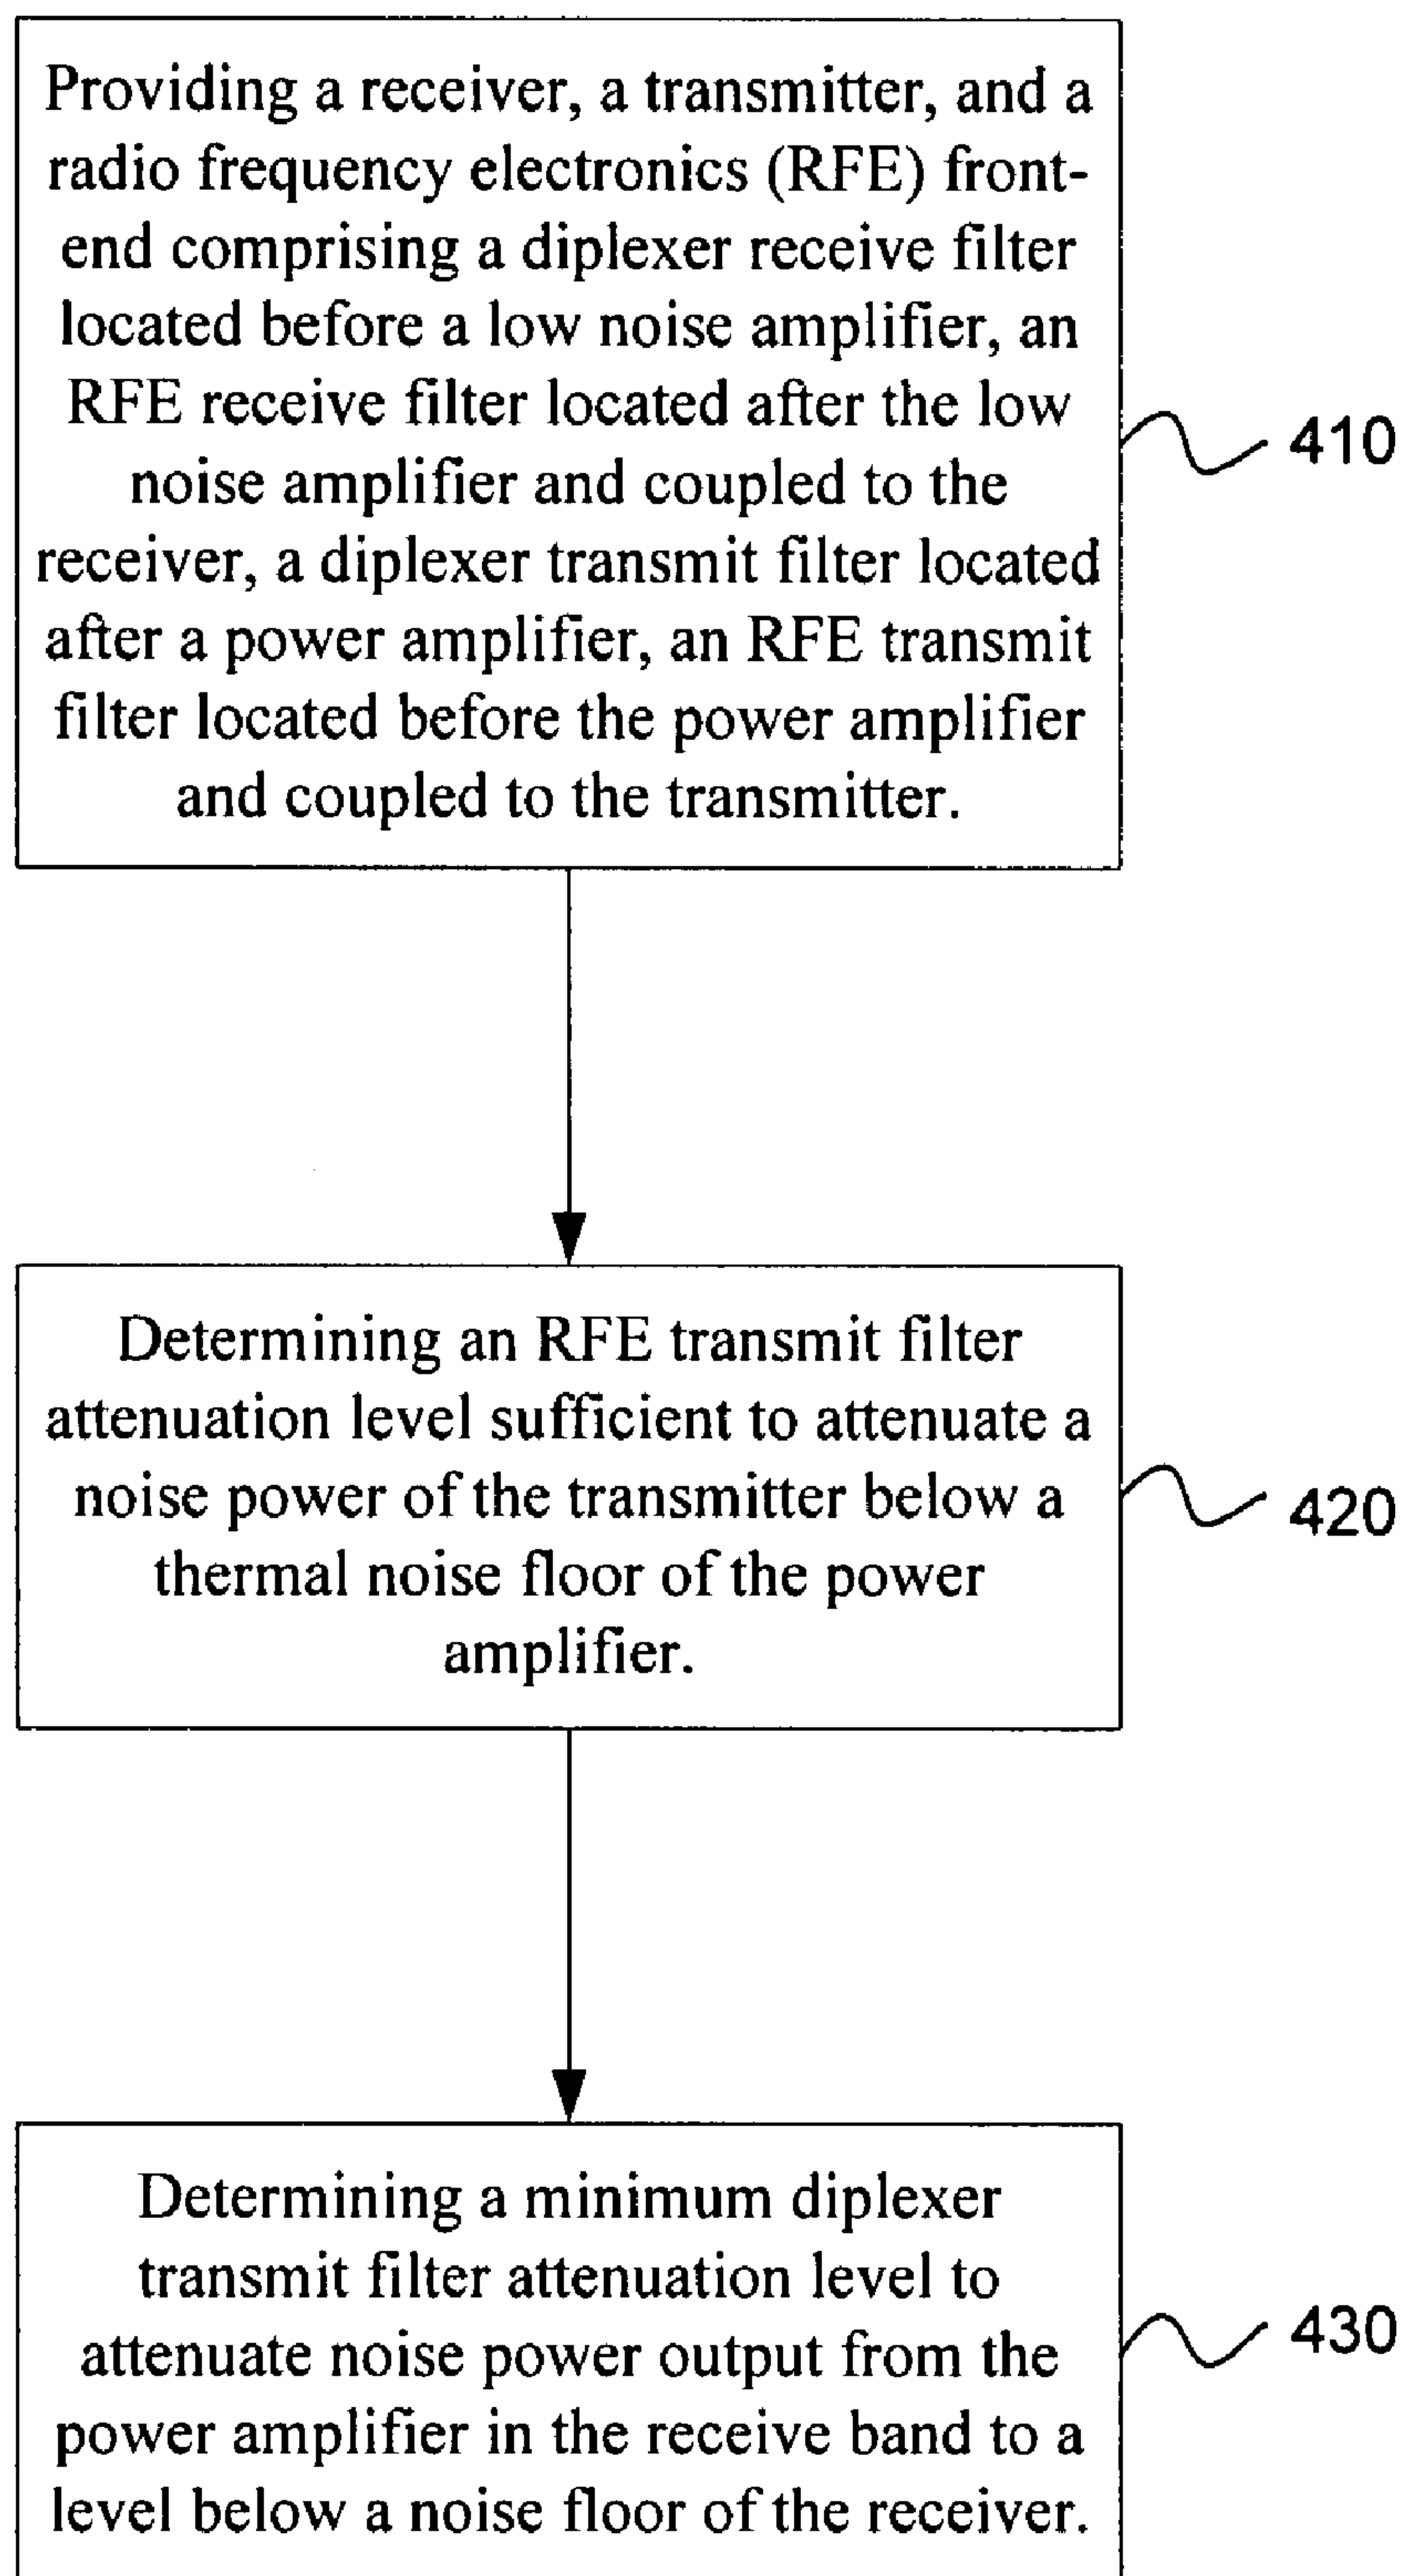 Providing a receiver, a transmitter, and a
radio frequency electronics (RFE) front-
end comprising a diplexer receive filter
located before a low noise amplifier, an
RFE receive filter located after the low
noise amplifier and coupled to the
receiver, a diplexer transmit filter located
after a power amplifier, an RFE transmit
filter located before the power amplifier
and coupled to the transmitter.
410
Determining an RFE transmit filter
attenuation level sufficient to attenuate a
noise power of the transmitter below a
thermal noise floor of the power
amplifier.
420
Determining a minimum diplexer
transmit filter attenuation level to
attenuate noise power output from the
power amplifier in the receive band to a
level below a noise floor of the receiver.
430